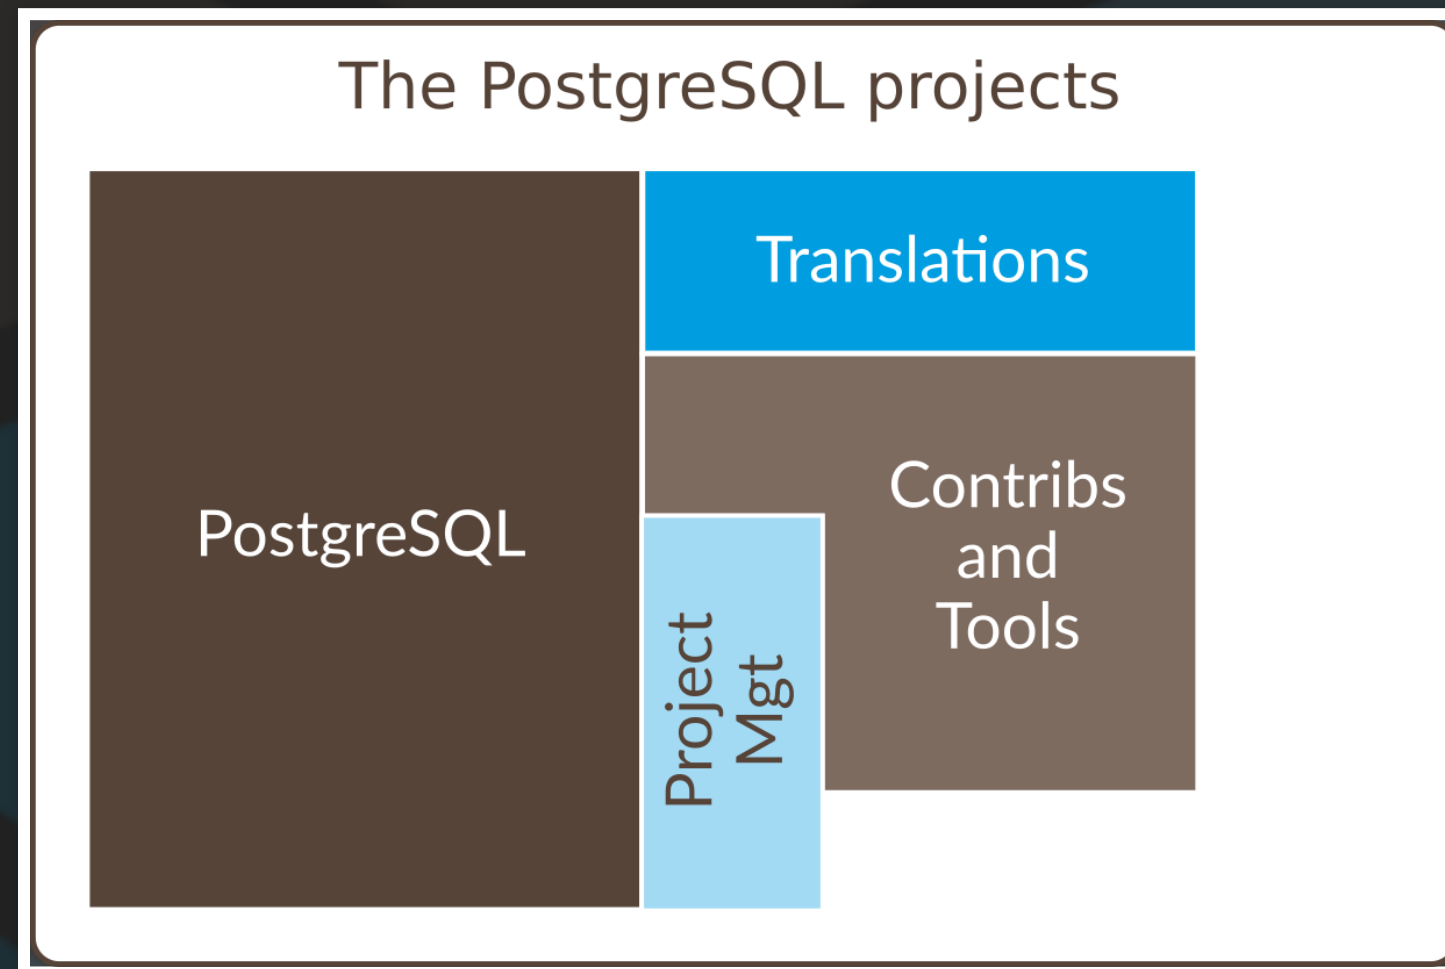 The PostgreSQL projects
PostgreSQL
Translations
Contribs
and
Tools
Project
Mgt